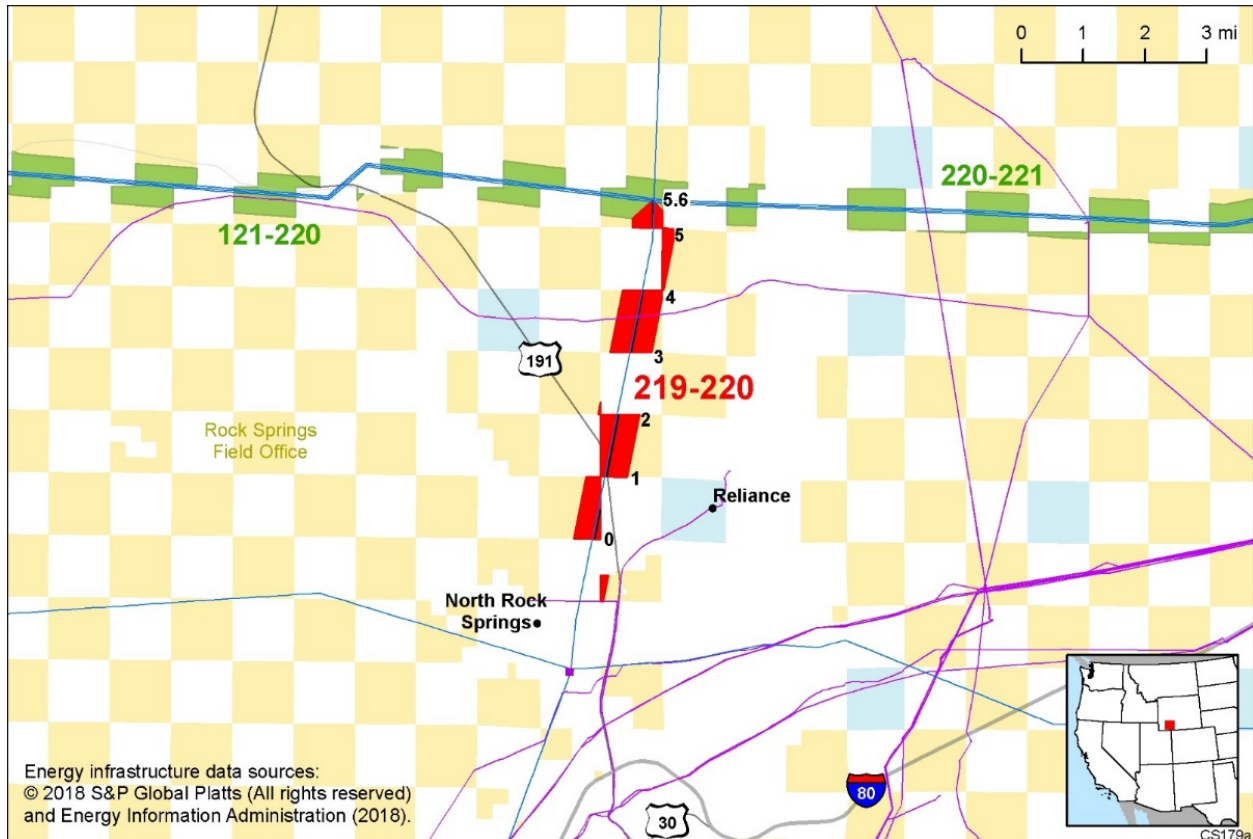 0 1 2 3 mi
220-221
5.6
121-220
5
4
3
191
219-220
2
Rock Springs
Field Office
1
Reliance
0
North Rock
Springs
Energy infrastructure data sources:
© 2018 S&P Global Platts (All rights reserved)
and Energy Information Administration (2018).
80
30
CS179a